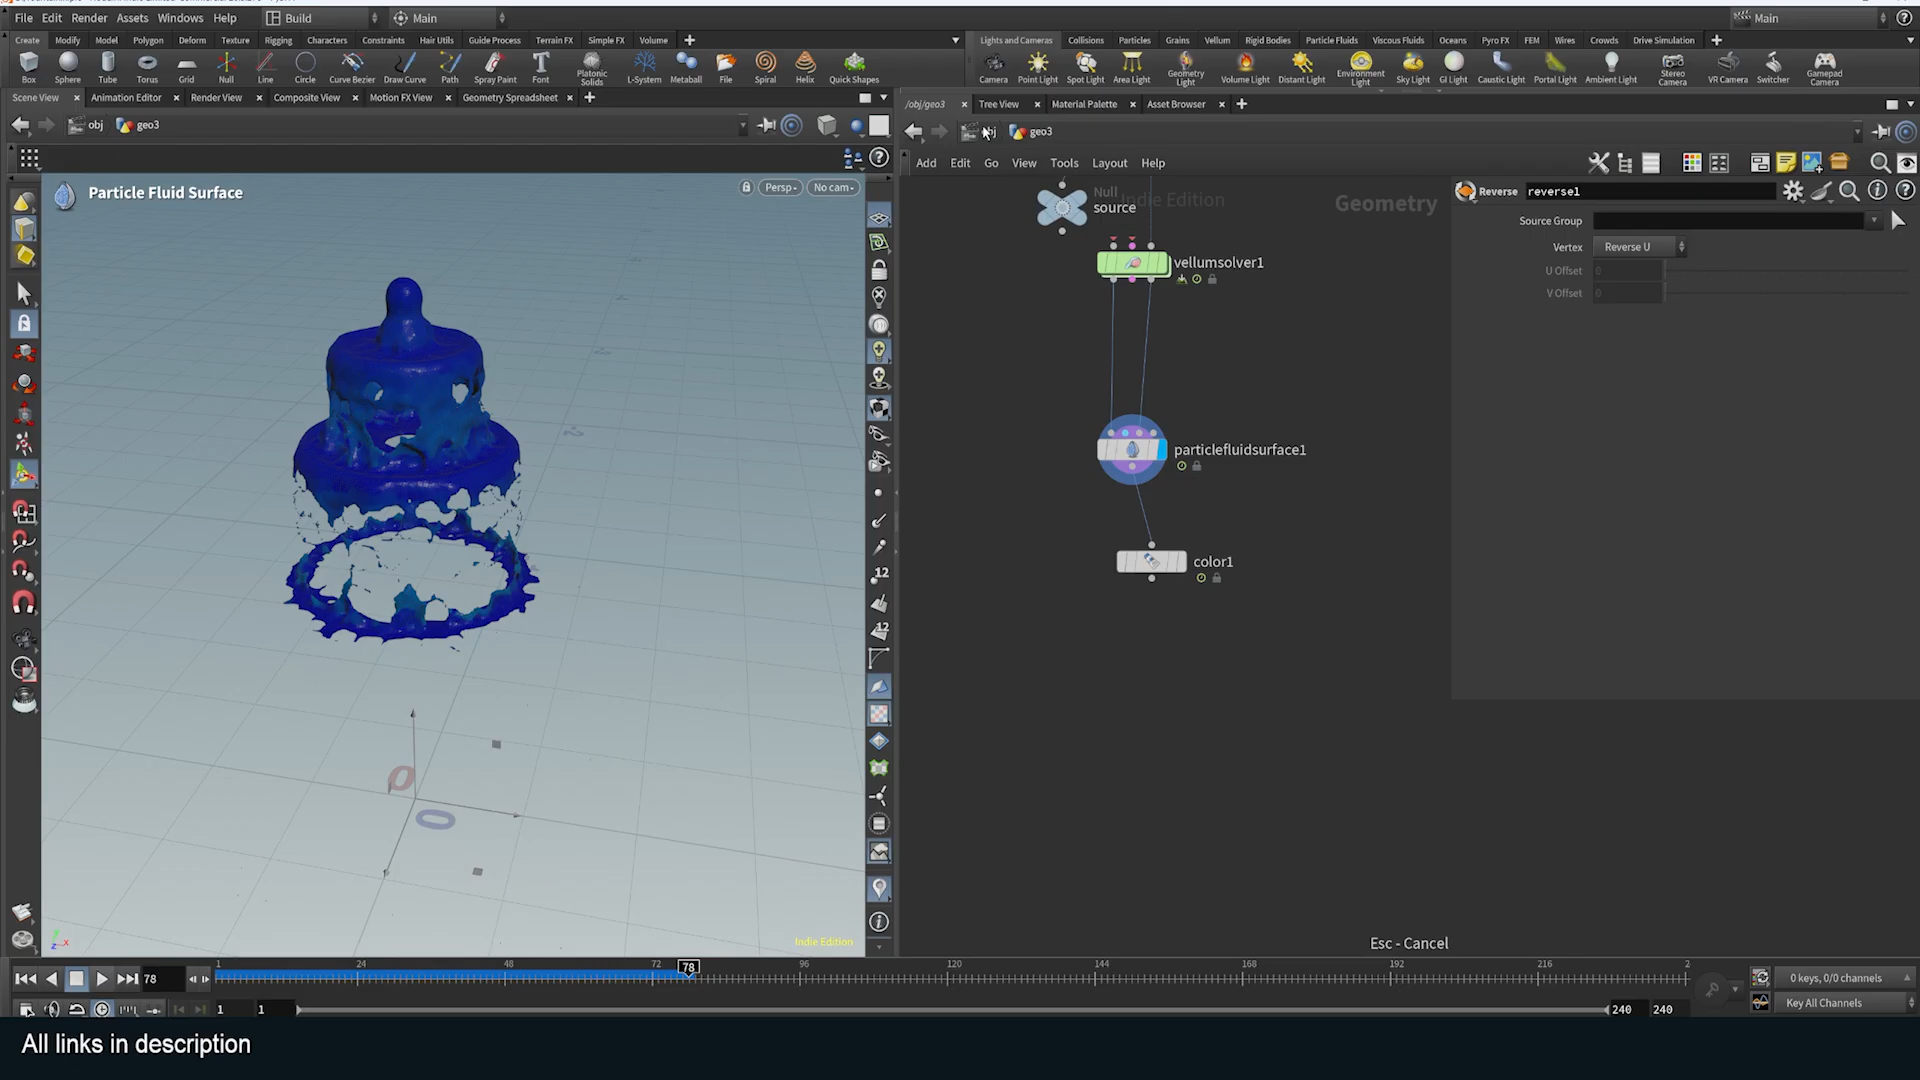 File Edit Render Assets Windows Help Build Main Main
Create Modify Model Polygon Deform Texture Rigging Characters Constraints Hair Utils Guide Process Terrain FX Simple FX Volume
Lights and Cameras Collisions Particles Grains Vellum Rigid Bodies Particle Fluids Viscous Fluids Oceans Pyro FX FEM Wires Crowds Drive Simulation
Box Sphere Tube Torus Grid Null Line Circle Curve Bezier Draw Curve Path Spray Paint Font Platonic Solids L-System Metaball File Spiral Helix Quick Shapes
Camera Point Light Spot Light Area Light Geometry Light Volume Light Distant Light Environment Light Sky Light GI Light Caustic Light Portal Light Ambient Light Stereo Camera VR Camera Switcher Gamepad Camera
Scene View Animation Editor Render View Composite View Motion FX View Geometry Spreadsheet
/obj/geo3 Tree View Material Palette Asset Browser
obj geo3
geo3
Add Edit Go View Tools Layout Help
Particle Fluid Surface
Persp No cam
Null
source
Indie Edition
Geometry
Reverse reverse1
Source Group
Vertex Reverse U
U Offset 0
V Offset 0
vellumsolver1
particlefluidsurface1
color1
12
12
0
0
z x
Indie Edition
Esc - Cancel
78
1 24 48 72 78 96 120 144 168 192 216 2
0 keys, 0/0 channels
1 1 240 240
Key All Channels
All links in description